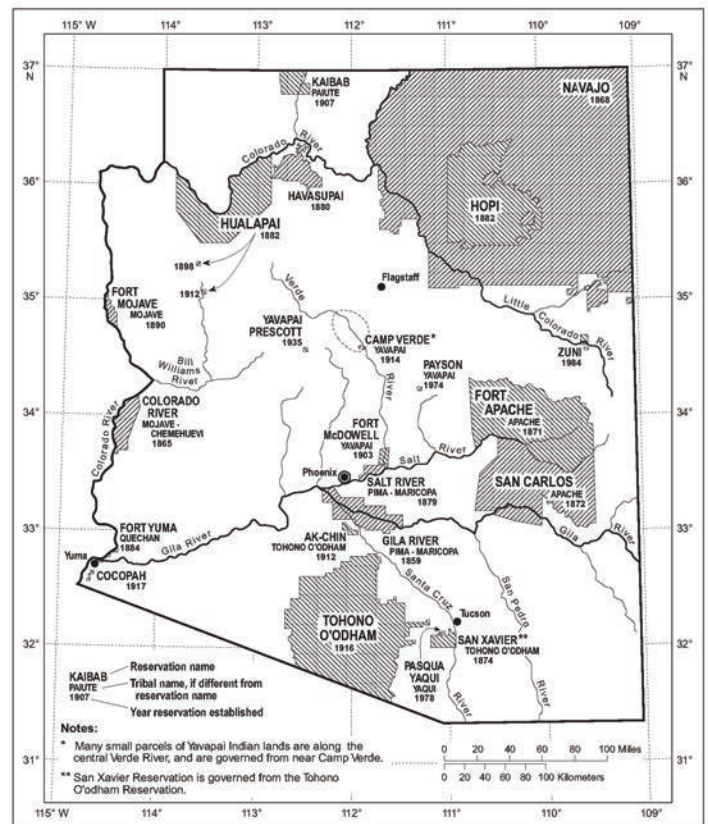 115° W 114° 113° 112° 111° 110° 109°
37°
N
37°
N
KAIBAB
PAIUTE
1907
NAVAJO
1868
Colorado River
36°
36°
HAVASUPAI
1880
HUALAPAI
1882
HOPI
1882
1898
1912
Flagstaff
35°
35°
FORT
MOJAVE
MOJAVE
1890
Verde
River
YAVAPAI
PRESCOTT
1935
CAMP VERDE*
YAVAPAI
1914
Little
Colorado
River
ZUNI
1984
PAYSON
YAVAPAI
1974
Bill
Williams
River
34°
34°
COLORADO
RIVER
MOJAVE -
CHEMEHUEVI
1865
Colorado River
FORT
APACHE
APACHE
1871
FORT
McDOWELL
YAVAPAI
1903
Salt River
Phoenix
SALT RIVER
PIMA - MARICOPA
1879
SAN CARLOS
APACHE
1872
33°
33°
FORT YUMA
QUECHAN
1884
Gila River
AK-CHIN
TOHONO O'ODHAM
1912
GILA RIVER
PIMA - MARICOPA
1859
Gila River
Yuma
COCOPAH
1917
Santa Cruz
River
San Pedro
River
Tucson
TOHONO
O'ODHAM
1916
32°
32°
SAN XAVIER**
TOHONO O'ODHAM
1874
PASQUA
YAQUI
YAQUI
1978
KAIBAB
PAIUTE
1907
Reservation name
Tribal name, if different from
reservation name
Year reservation established
Notes:
* Many small parcels of Yavapai Indian lands are along the
central Verde River, and are governed from near Camp Verde.
** San Xavier Reservation is governed from the Tohono
O'odham Reservation.
31°
31°
0 20 40 60 80 100 Miles
0 20 40 60 80 100 Kilometers
115° W 114° 113° 112° 111° 110° 109°